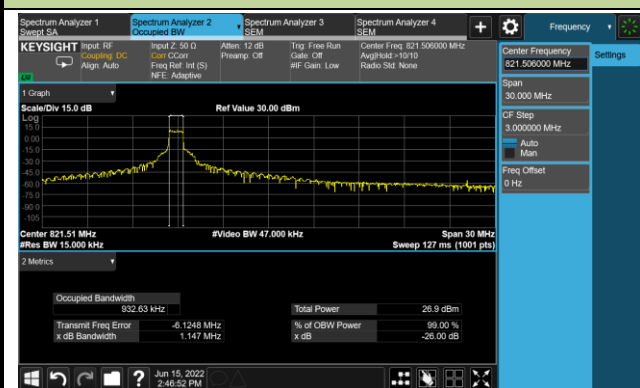 Spectrum Analyzer 1
Swept SA
Spectrum Analyzer 2
Occupied BW
Spectrum Analyzer 3
SEM
Spectrum Analyzer 4
SEM
+
Frequency
KEYSIGHT
Input: RF
Coupling: DC
Align: Auto
Input Z: 50 Ω
Corr CCorr
Freq Ref: Int (S)
NFE: Adaptive
Atten: 12 dB
Preamp: Off
Trig: Free Run
Gate: Off
#IF Gain: Low
Center Freq: 821.506000 MHz
Avg|Hold:>10/10
Radio Std: None
Center Frequency
821.506000 MHz
Settings
Span
30.000 MHz
CF Step
3.000000 MHz
Auto
Man
Freq Offset
0 Hz
1 Graph
Scale/Div 15.0 dB
Ref Value 30.00 dBm
Log
15.0
0.00
-15.0
-30.0
-45.0
-60.0
-75.0
-90.0
-105
Center 821.51 MHz
#Res BW 15.000 kHz
#Video BW 47.000 kHz
Span 30 MHz
Sweep 127 ms (1001 pts)
2 Metrics
Occupied Bandwidth
932.63 kHz
Total Power
26.9 dBm
Transmit Freq Error
-6.1248 MHz
% of OBW Power
99.00 %
x dB Bandwidth
1.147 MHz
x dB
-26.00 dB
?
Jun 15, 2022
2:46:52 PM